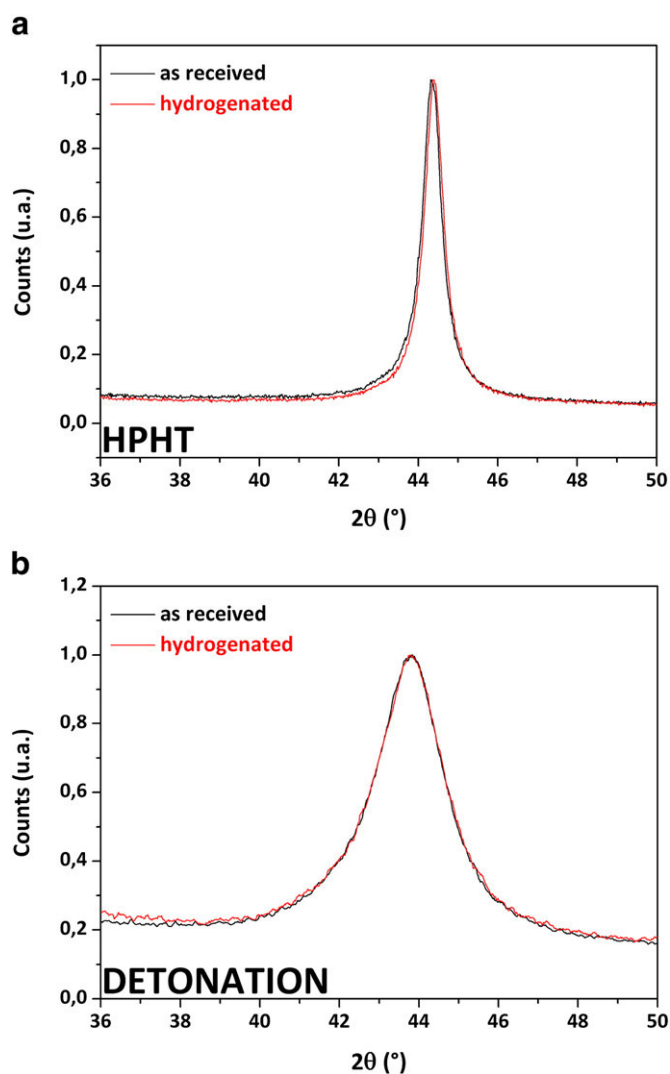 a
1,0
0,8
0,6
0,4
0,2
0,0
Counts (u.a.)
as received
hydrogenated
HPHT
36 38 40 42 44 46 48 50
2θ (°)
b
1,2
1,0
0,8
0,6
0,4
0,2
0,0
Counts (u.a.)
as received
hydrogenated
DETONATION
36 38 40 42 44 46 48 50
2θ (°)